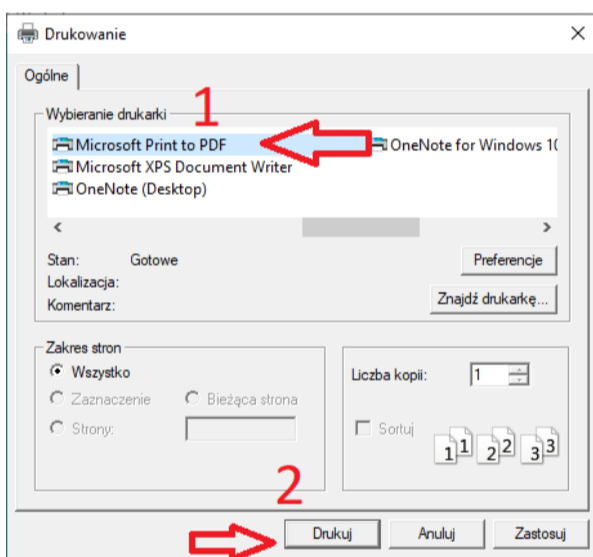 Drukowanie
Ogólne
1
Wybieranie drukarki
Microsoft Print to PDF
OneNote for Windows 10
Microsoft XPS Document Writer
OneNote (Desktop)
Stan: Gotowe
Preferencje
Lokalizacja:
Komentarz:
Znajdź drukarkę...
Zakres stron
Wszystko
Zaznaczenie
Bieżąca strona
Strony:
Liczba kopii: 1
Sortuj
1 1 2 2 3 3
2
Drukuj
Anuluj
Zastosuj